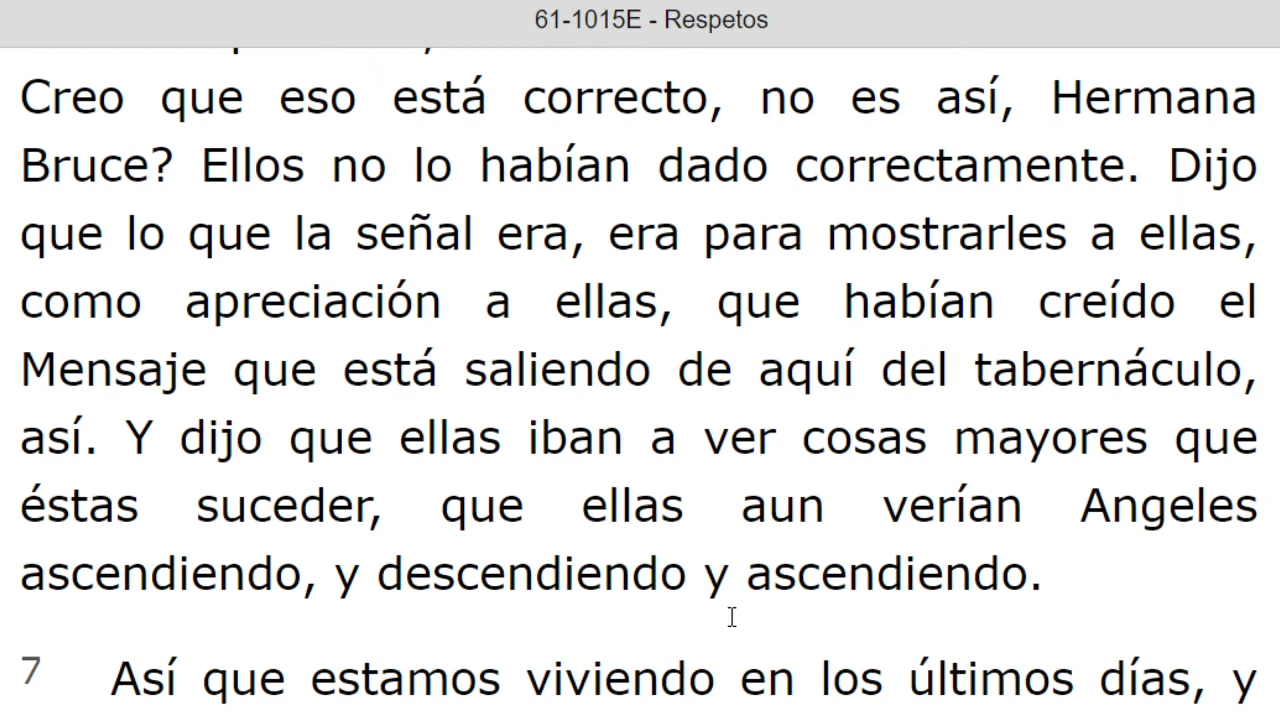 61-1015E - Respetos
Creo que eso está correcto, no es así, Hermana
Bruce? Ellos no lo habían dado correctamente. Dijo
que lo que la señal era, era para mostrarles a ellas,
como apreciación a ellas, que habían creído el
Mensaje que está saliendo de aquí del tabernáculo,
así. Y dijo que ellas iban a ver cosas mayores que
éstas suceder, que ellas aun verían Angeles
ascendiendo, y descendiendo y ascendiendo.
7 Así que estamos viviendo en los últimos días, y